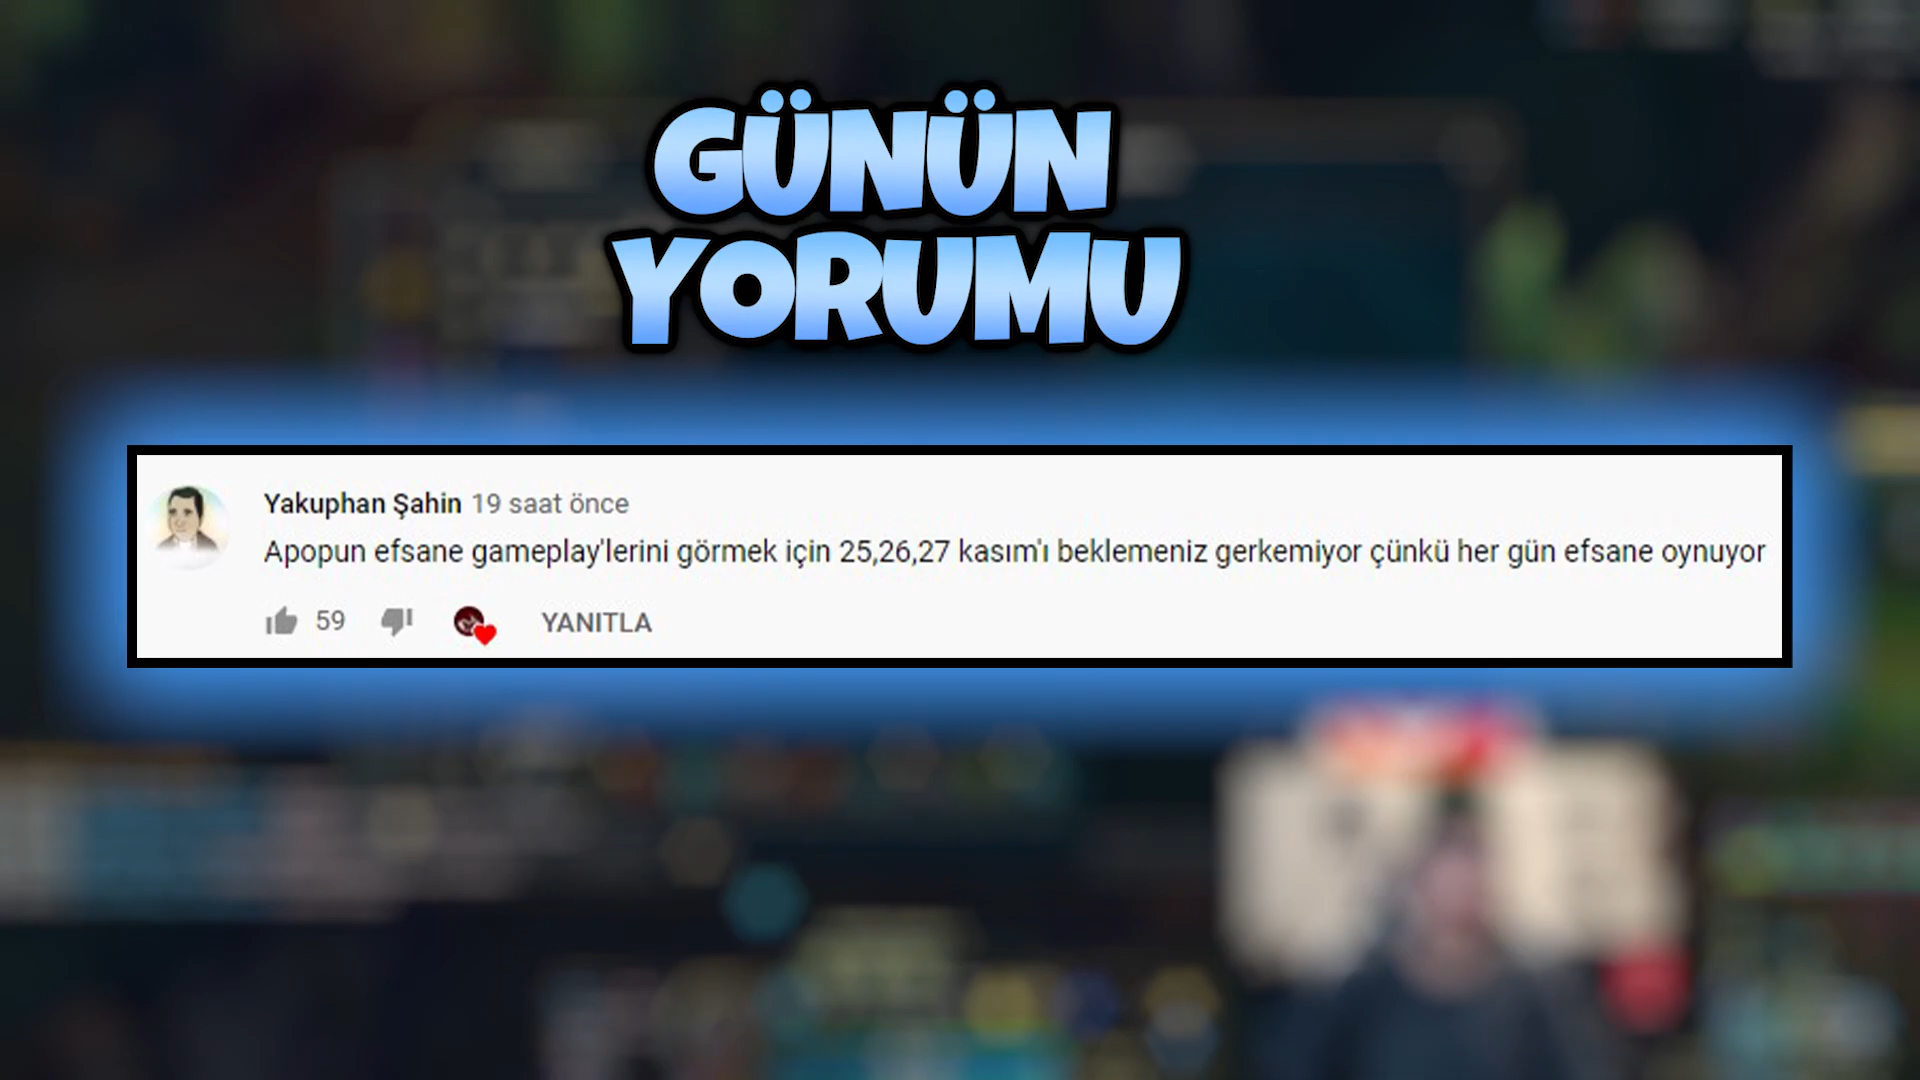 GÜNÜN
YORUMU
Yakuphan Şahin 19 saat önce
Apopun efsane gameplay'lerini görmek için 25,26,27 kasım'ı beklemeniz gerkemiyor çünkü her gün efsane oynuyor
59 YANITLA